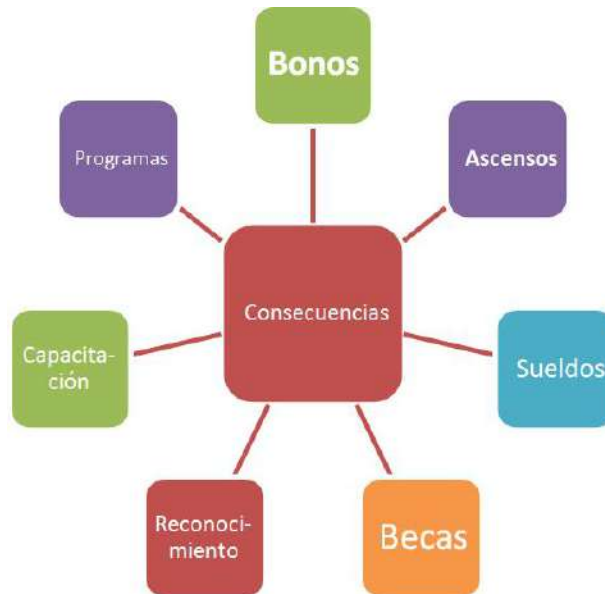 Bonos
Programas
Ascensos
Consecuencias
Capacita-
ción
Sueldos
Reconoci-
miento
Becas